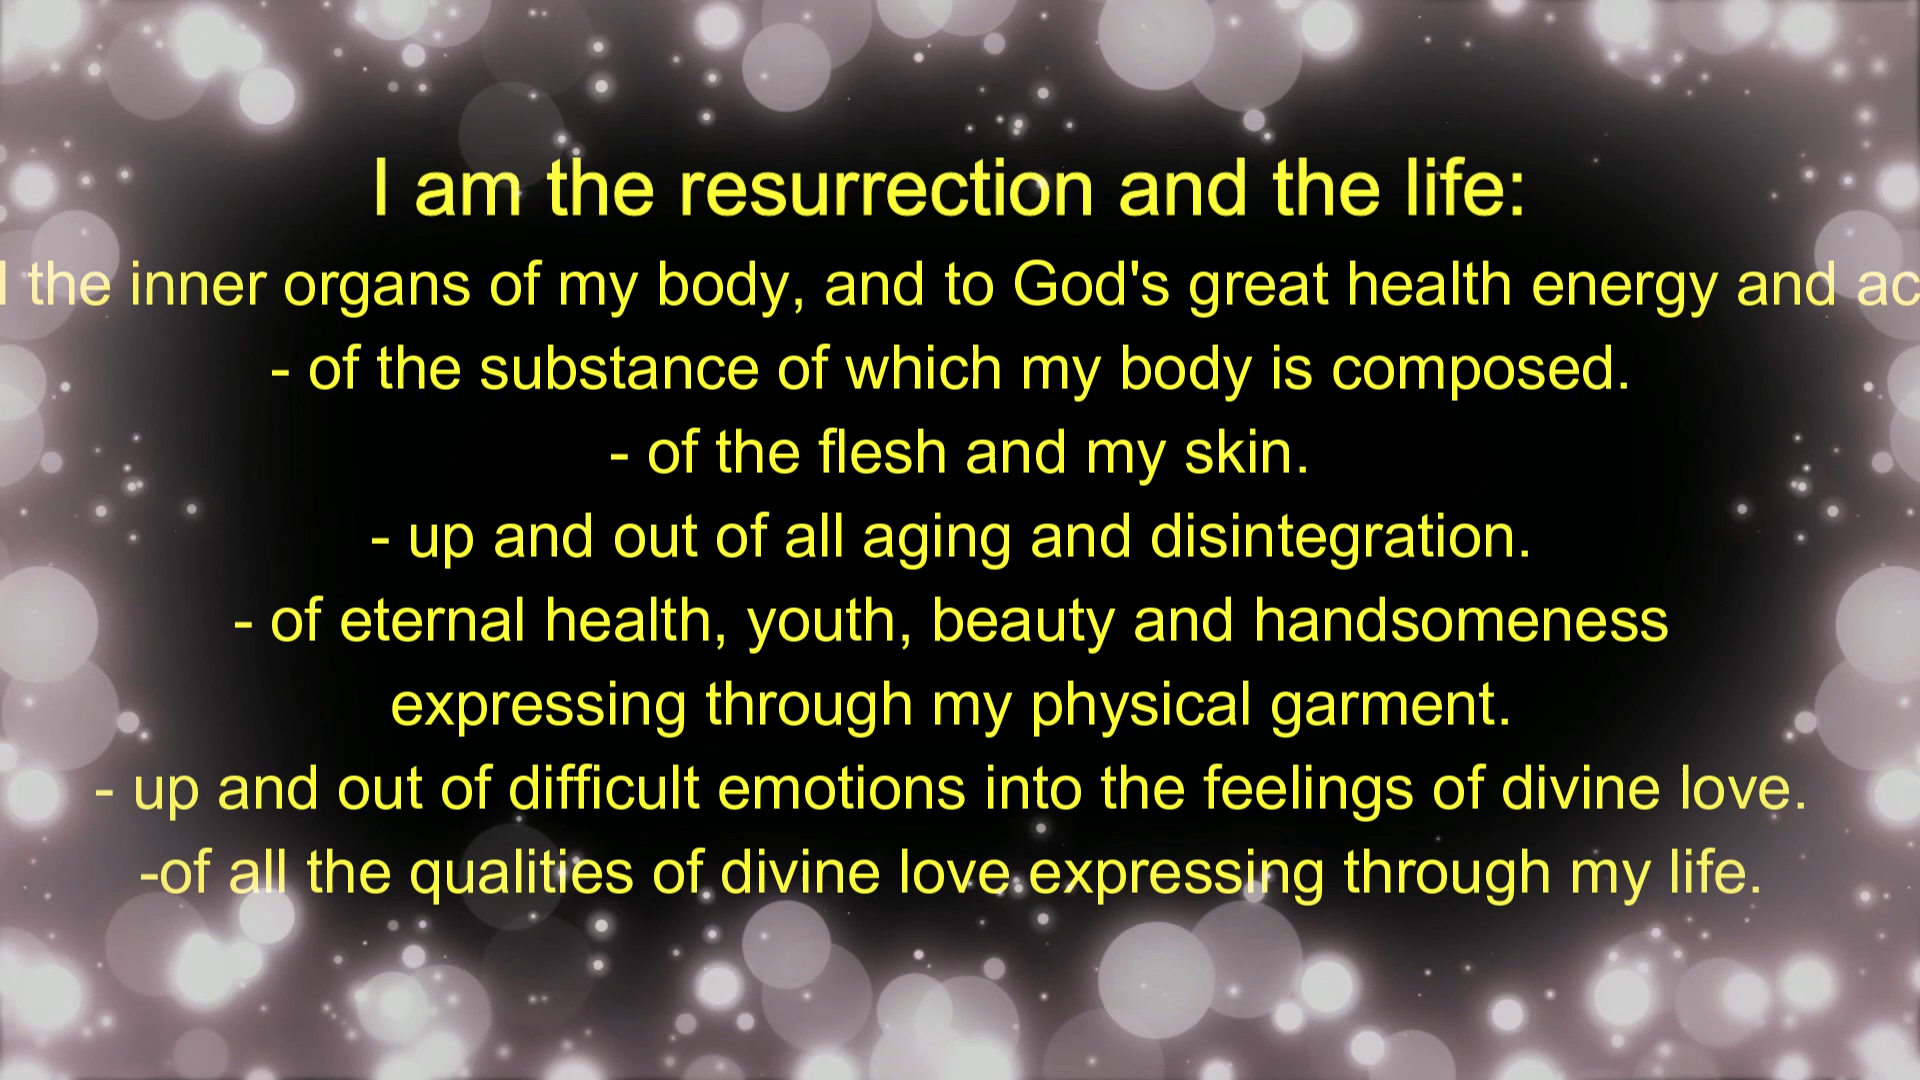 I am the resurrection and the life:
the inner organs of my body, and to God's great health energy and
- of the substance of which my body is composed.
- of the flesh and my skin.
- up and out of all aging and disintegration.
- of eternal health, youth, beauty and handsomeness
expressing through my physical garment.
- up and out of difficult emotions into the feelings of divine love.
-of all the qualities of divine love expressing through my life.